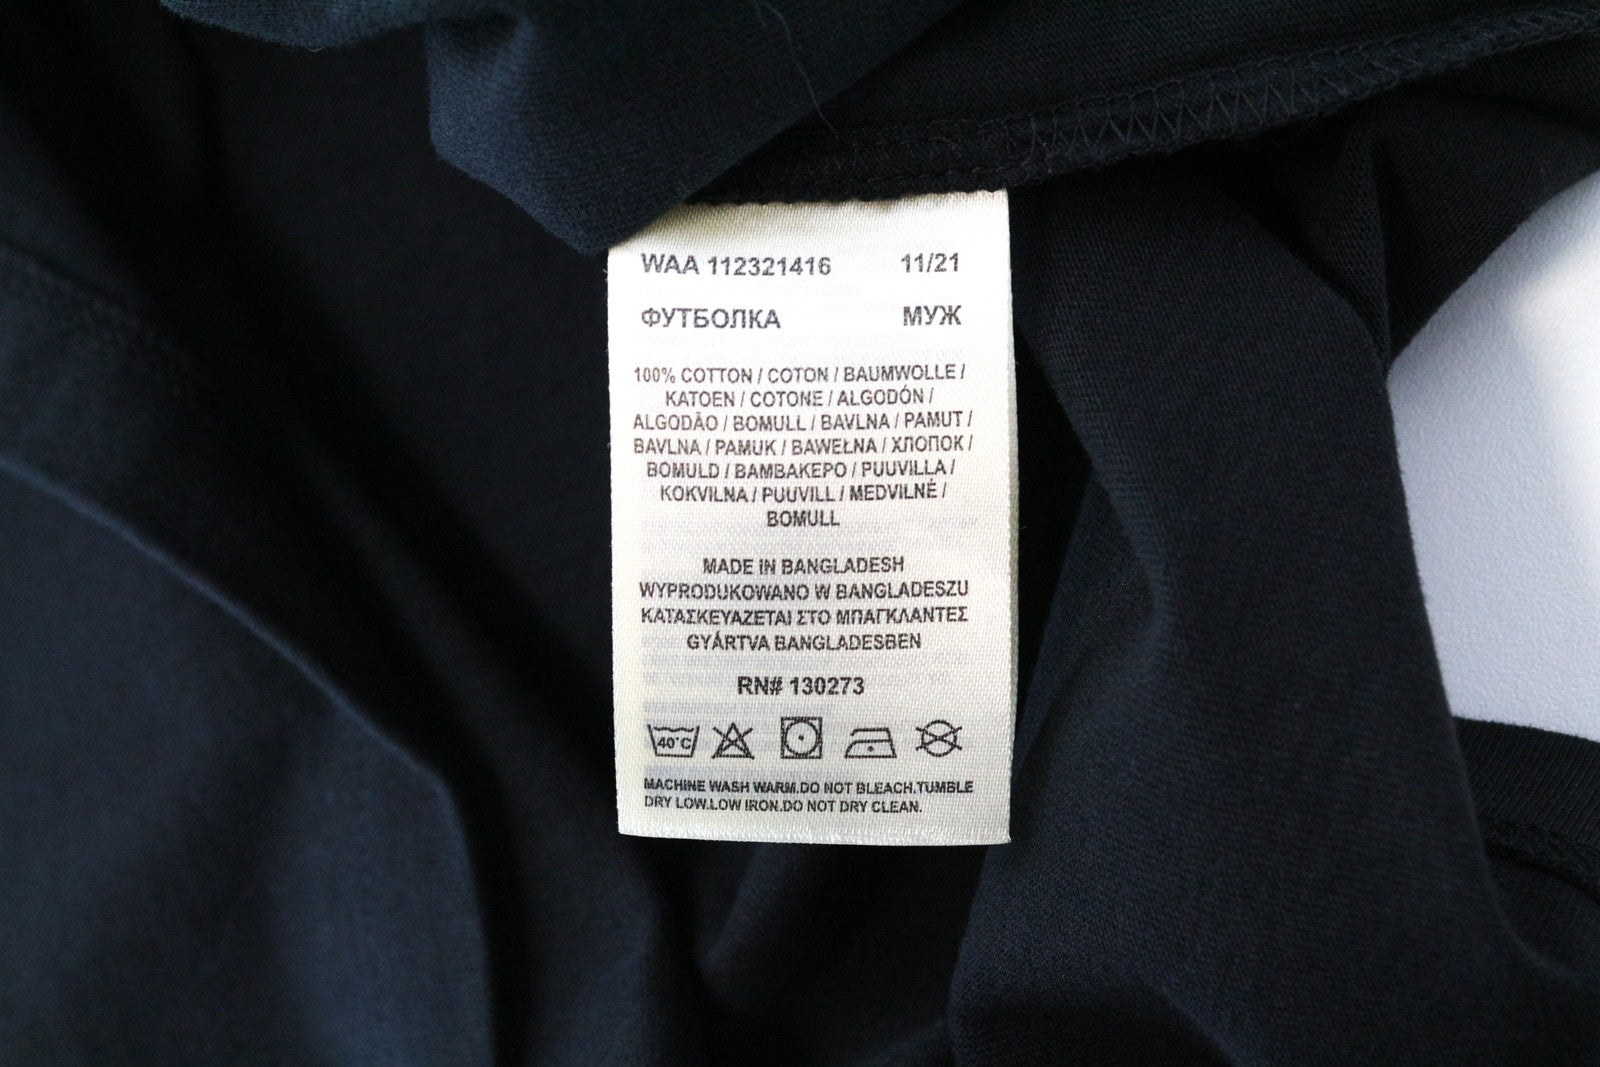 WAA 112321416 11/21
ФУТБОЛКА МУЖ
100% COTTON / COTON / BAUMWOLLE /
KATOEN / COTONE / ALGODÓN /
ALGODÃO / BOMULL / BAVLNA / PAMUT /
BAVLNA / PAMUK / BAWEŁNA / ХЛОПОК /
BOMULD / ΒΑΜΒΑΚΕΡΟ / PUUVILLA /
KOKVILNA / PUUVILL / MEDVILNĖ /
BOMULL
MADE IN BANGLADESH
WYPRODUKOWANO W BANGLADESZU
ΚΑΤΑΣΚΕΥΑΖΕΤΑΙ ΣΤΟ ΜΠΑΓΚΛΑΝΤΕΣ
GYÁRTVA BANGLADESBEN
RN# 130273
40°C
MACHINE WASH WARM.DO NOT BLEACH.TUMBLE
DRY LOW.LOW IRON.DO NOT DRY CLEAN.